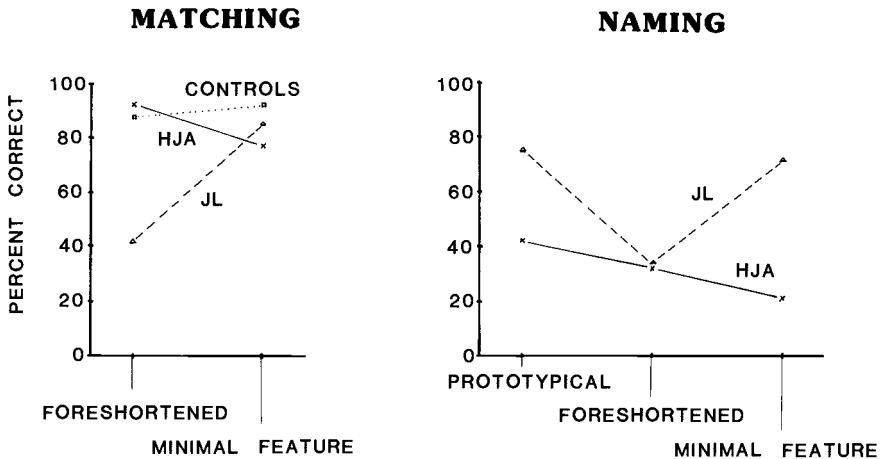 MATCHING
PERCENT CORRECT
100
80
60
40
20
0
CONTROLS
HJA
JL
FORESHORTENED
MINIMAL FEATURE
NAMING
100
80
60
40
20
0
JL
HJA
PROTOTYPICAL
FORESHORTENED
MINIMAL FEATURE